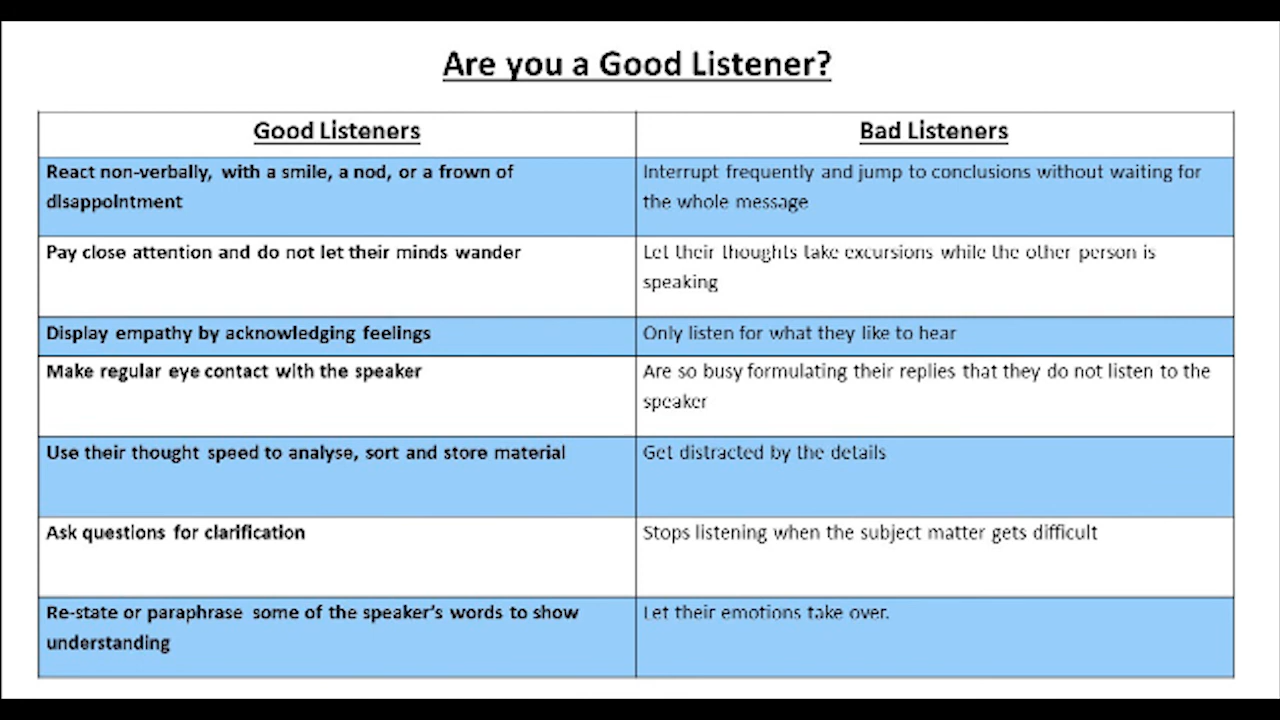 Are you a Good Listener?
Good Listeners
Bad Listeners
React non-verbally, with a smile, a nod, or a frown of
disappointment
Interrupt frequently and jump to conclusions without waiting for
the whole message
Pay close attention and do not let their minds wander
Let their thoughts take excursions while the other person is
speaking
Display empathy by acknowledging feelings
Only listen for what they like to hear
Make regular eye contact with the speaker
Are so busy formulating their replies that they do not listen to the
speaker
Use their thought speed to analyse, sort and store material
Get distracted by the details
Ask questions for clarification
Stops listening when the subject matter gets difficult
Re-state or paraphrase some of the speaker's words to show
understanding
Let their emotions take over.